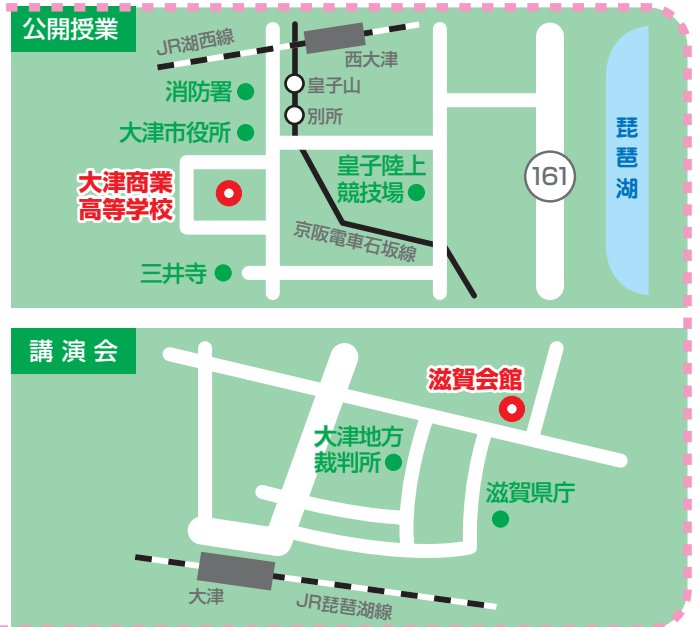 公開授業
JR湖西線
西大津
消防署
皇子山
別所
大津市役所
大津商業
高等学校
皇子陸上
競技場
161
琵琶湖
京阪電車石坂線
三井寺
講演会
滋賀会館
大津地方
裁判所
滋賀県庁
大津
JR琵琶湖線